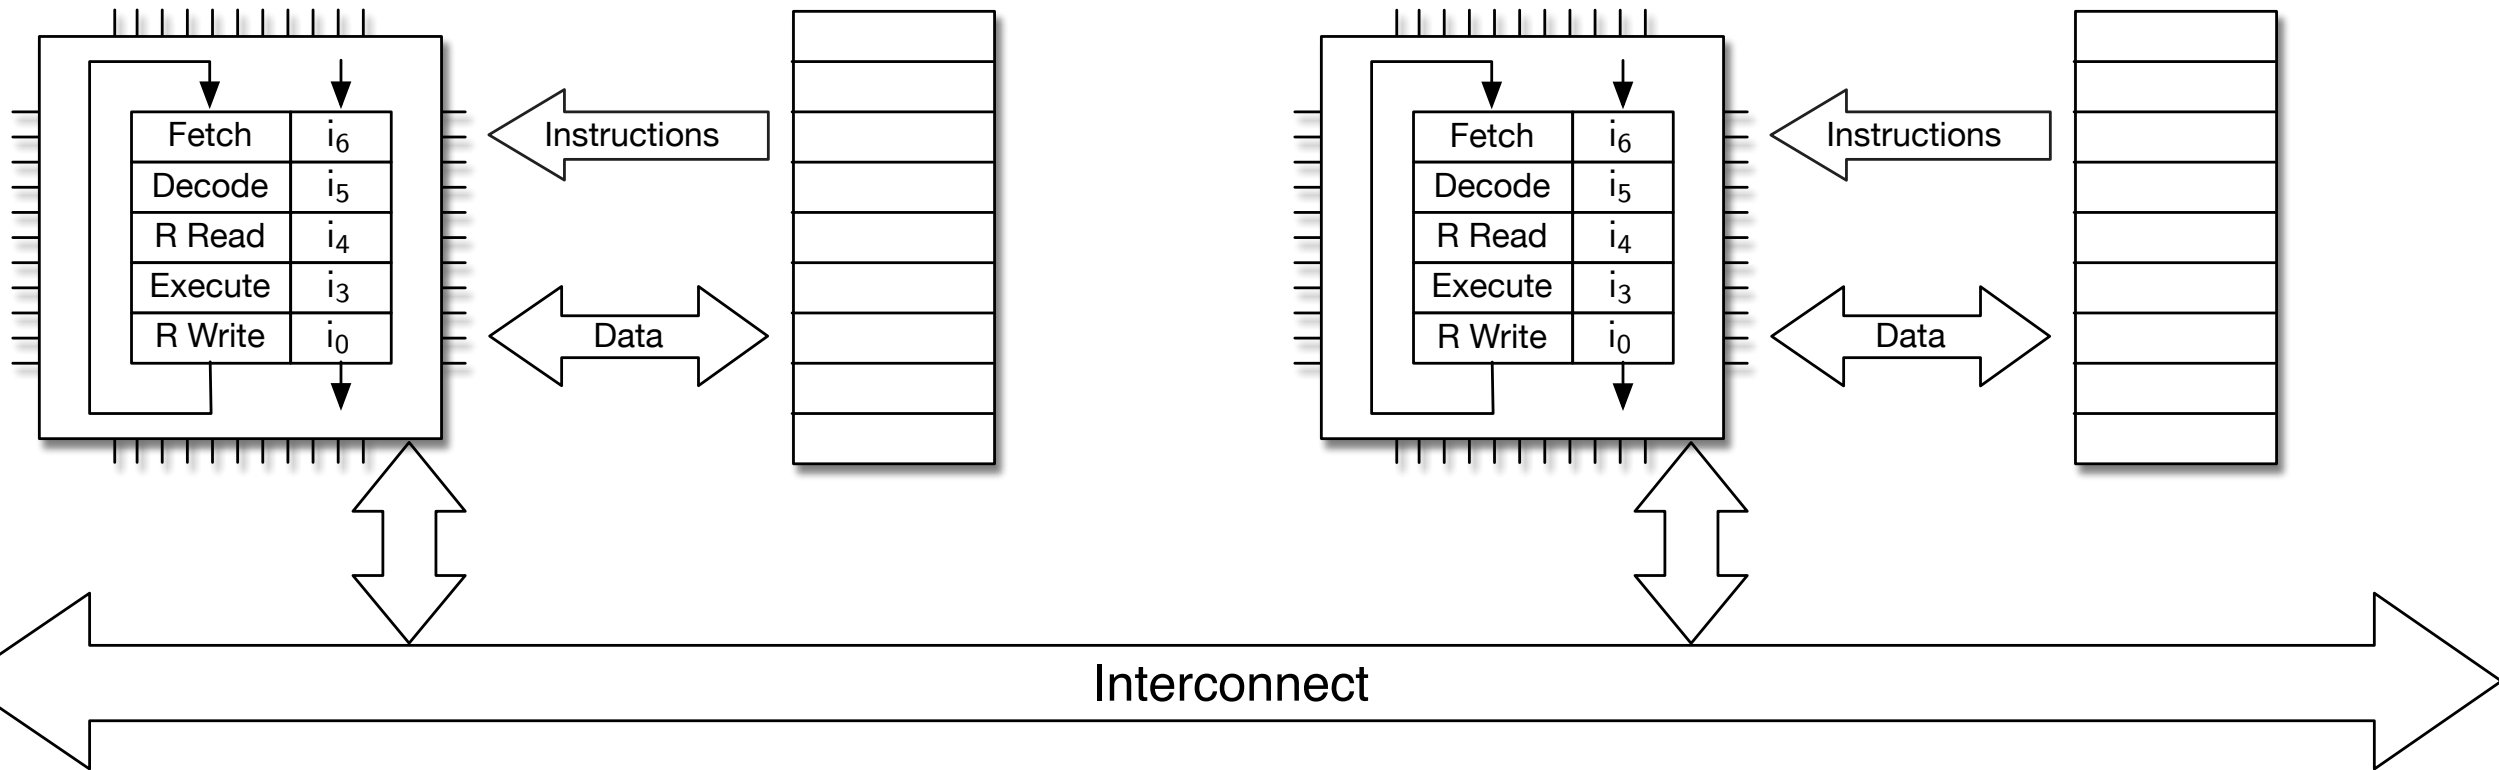 Fetch i6
Decode i5
R Read i4
Execute i3
R Write i0
Instructions
Data
Fetch i6
Decode i5
R Read i4
Execute i3
R Write i0
Instructions
Data
Interconnect